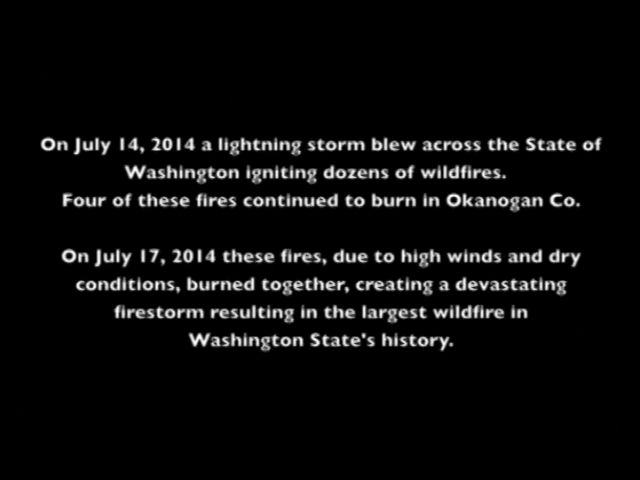 On July 14, 2014 a lightning storm blew across the State of
Washington igniting dozens of wildfires.
Four of these fires continued to burn in Okanogan Co.
On July 17, 2014 these fires, due to high winds and dry
conditions, burned together, creating a devastating
firestorm resulting in the largest wildfire in
Washington State's history.